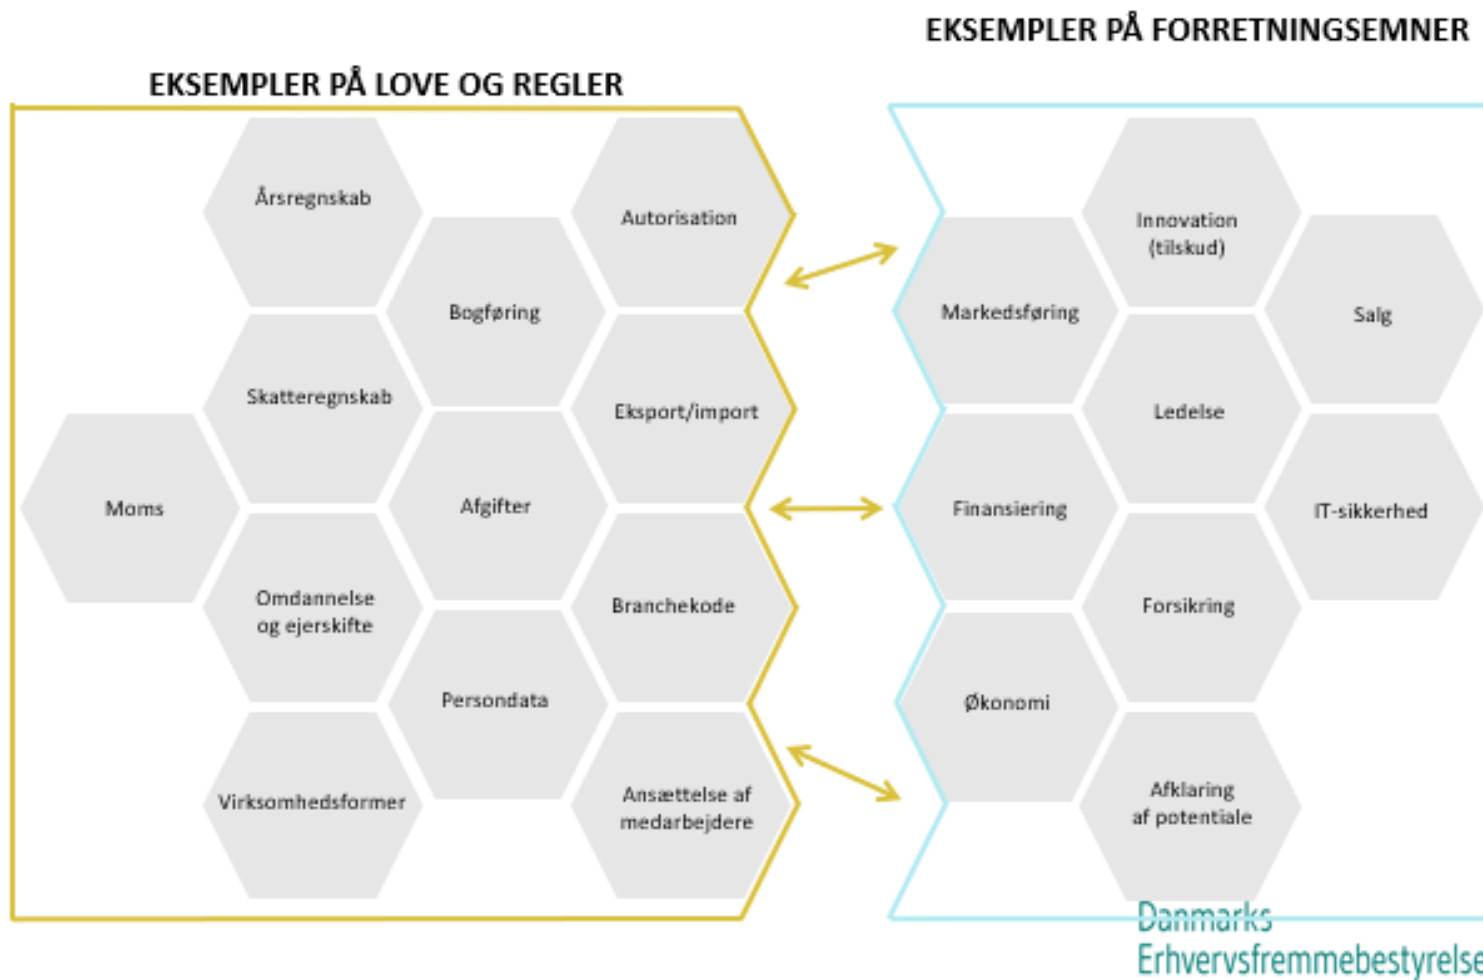 EKSEMPLER PÅ FORRETNINGSEMNER
EKSEMPLER PÅ LOVE OG REGLER
Årsregnskab
Autorisation
Bogføring
Skatteregnskab
Eksport/import
Moms
Afgifter
Omdannelse
og ejerskifte
Branchekode
Persondata
Virksomhedsformer
Ansættelse af
medarbejdere
Innovation
(tilskud)
Markedsføring
Salg
Ledelse
Finansiering
IT-sikkerhed
Forsikring
Økonomi
Afklaring
af potentiale
Danmarks
Erhvervsfremmebestyrelse